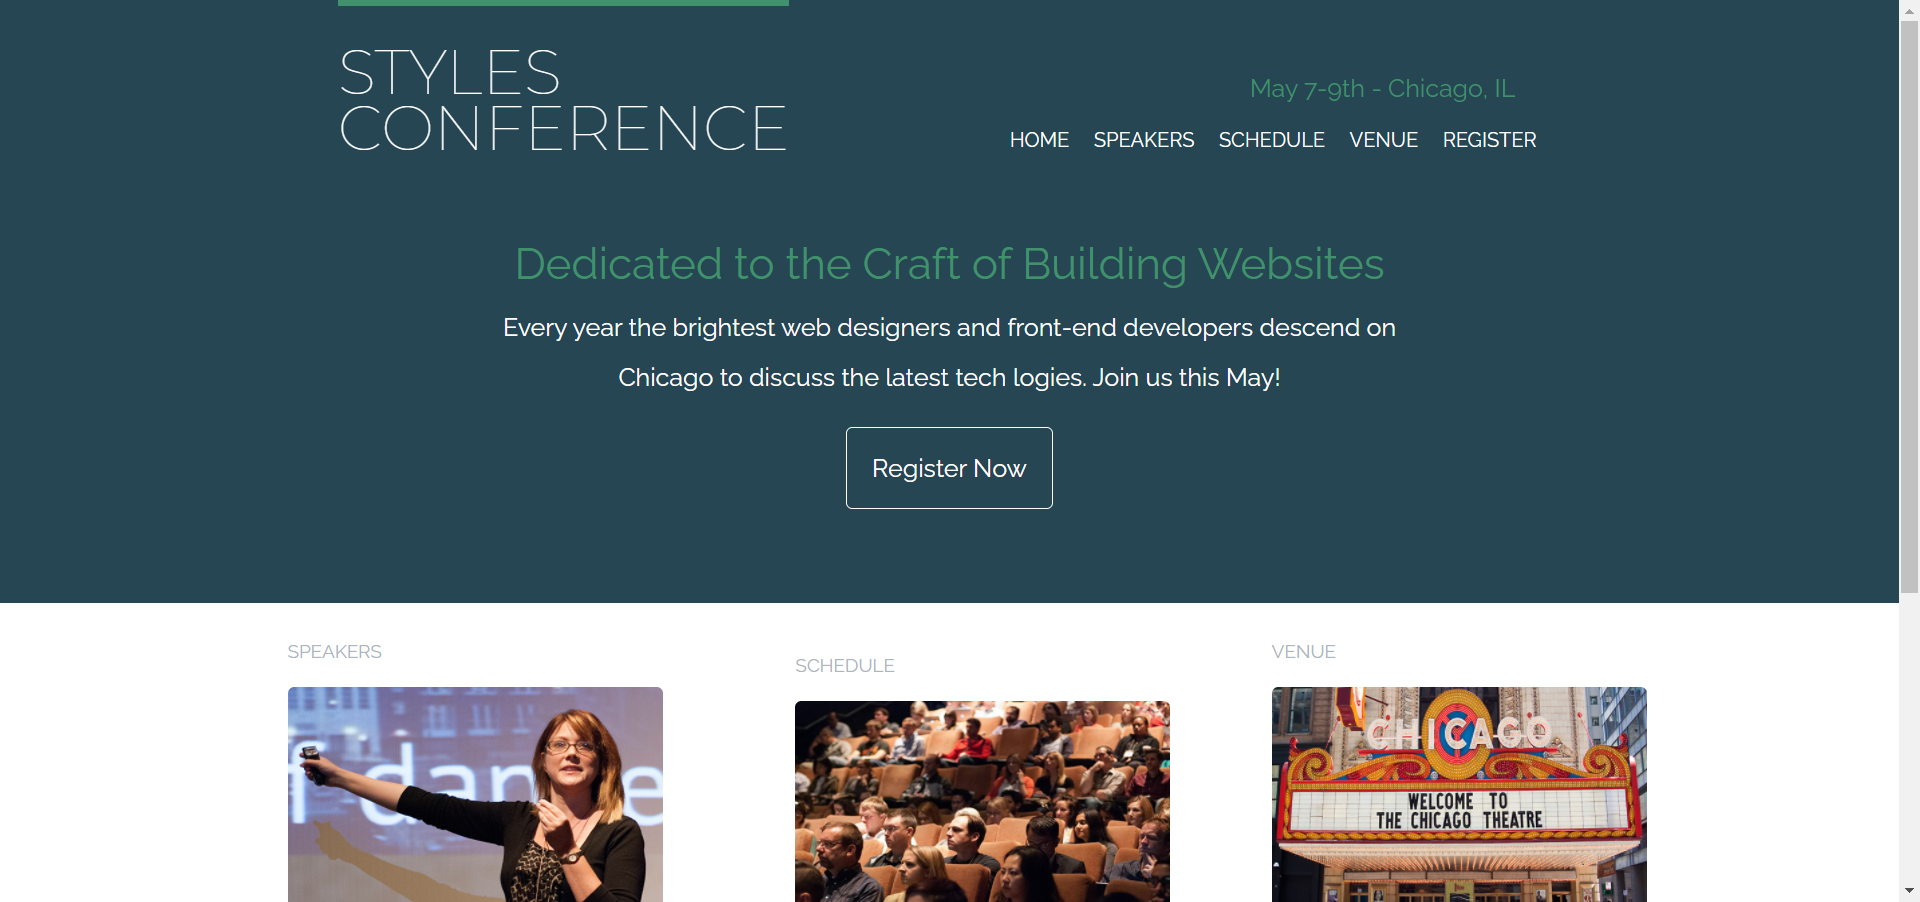 STYLES
CONFERENCE
May 7-9th - Chicago, IL
HOME SPEAKERS SCHEDULE VENUE REGISTER
Dedicated to the Craft of Building Websites
Every year the brightest web designers and front-end developers descend on
Chicago to discuss the latest tech logies. Join us this May!
Register Now
SPEAKERS
SCHEDULE
VENUE
f dan e
CHICAGO
WELCOME TO
THE CHICAGO THEATRE